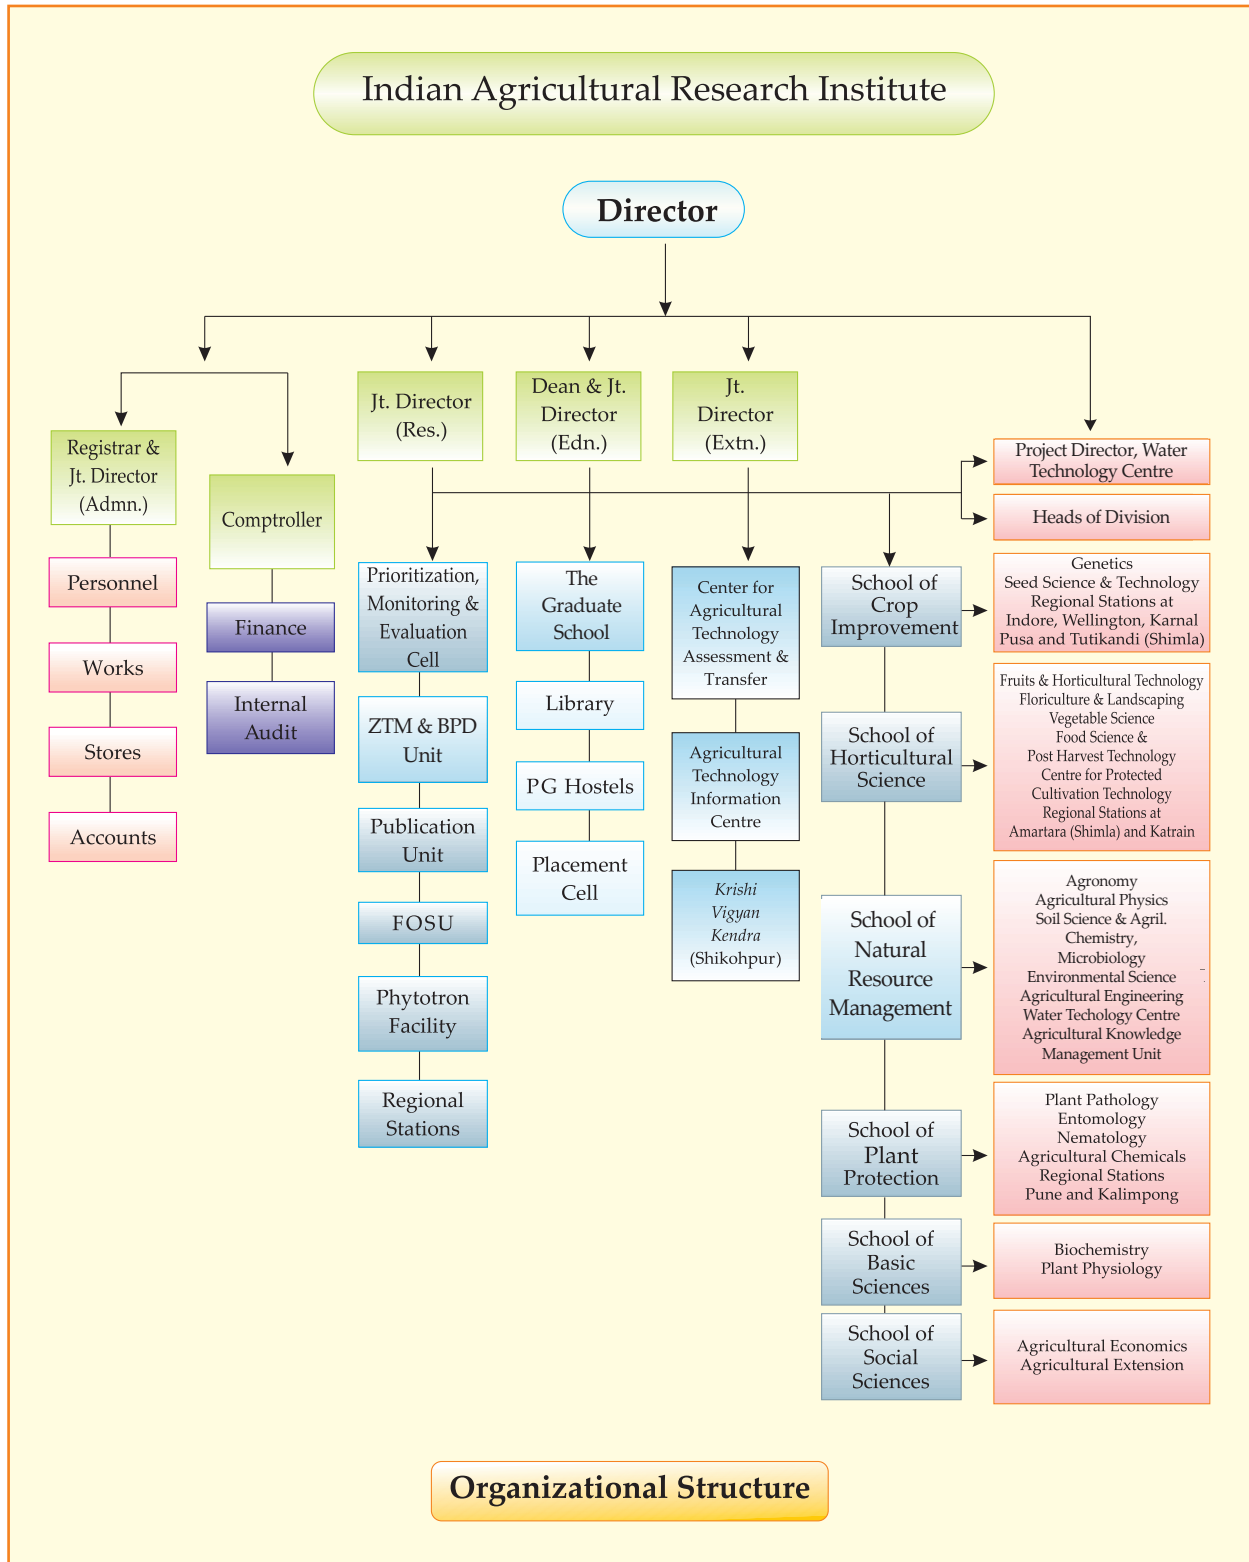 Indian Agricultural Research Institute
Director
Registrar &
Jt. Director
(Admn.)
Personnel
Works
Stores
Accounts
Comptroller
Finance
Internal
Audit
Jt. Director
(Res.)
Prioritization,
Monitoring &
Evaluation
Cell
ZTM & BPD
Unit
Publication
Unit
FOSU
Phytotron
Facility
Regional
Stations
Dean & Jt.
Director
(Edn.)
The
Graduate
School
Library
PG Hostels
Placement
Cell
Jt.
Director
(Extn.)
Center for
Agricultural
Technology
Assessment &
Transfer
Agricultural
Technology
Information
Centre
Krishi
Vigyan
Kendra
(Shikohpur)
Project Director, Water
Technology Centre
Heads of Division
School of
Crop
Improvement
Genetics
Seed Science & Technology
Regional Stations at
Indore, Wellington, Karnal
Pusa and Tutikandi (Shimla)
School of
Horticultural
Science
Fruits & Horticultural Technology
Floriculture & Landscaping
Vegetable Science
Food Science &
Post Harvest Technology
Centre for Protected
Cultivation Technology
Regional Stations at
Amartara (Shimla) and Katrain
School of
Natural
Resource
Management
Agronomy
Agricultural Physics
Soil Science & Agril.
Chemistry,
Microbiology
Environmental Science
Agricultural Engineering
Water Techology Centre
Agricultural Knowledge
Management Unit
School of
Plant
Protection
Plant Pathology
Entomology
Nematology
Agricultural Chemicals
Regional Stations
Pune and Kalimpong
School of
Basic
Sciences
Biochemistry
Plant Physiology
School of
Social
Sciences
Agricultural Economics
Agricultural Extension
Organizational Structure